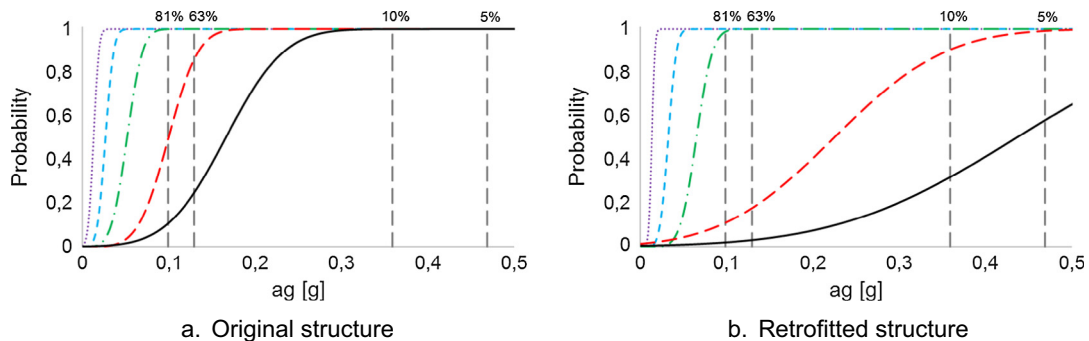 81% 63% 10% 5%
1
0,8
0,6
0,4
0,2
0
Probability
0 0,1 0,2 0,3 0,4 0,5
ag [g]
a. Original structure
81% 63% 10% 5%
1
0,8
0,6
0,4
0,2
0
Probability
0 0,1 0,2 0,3 0,4 0,5
ag [g]
b. Retrofitted structure